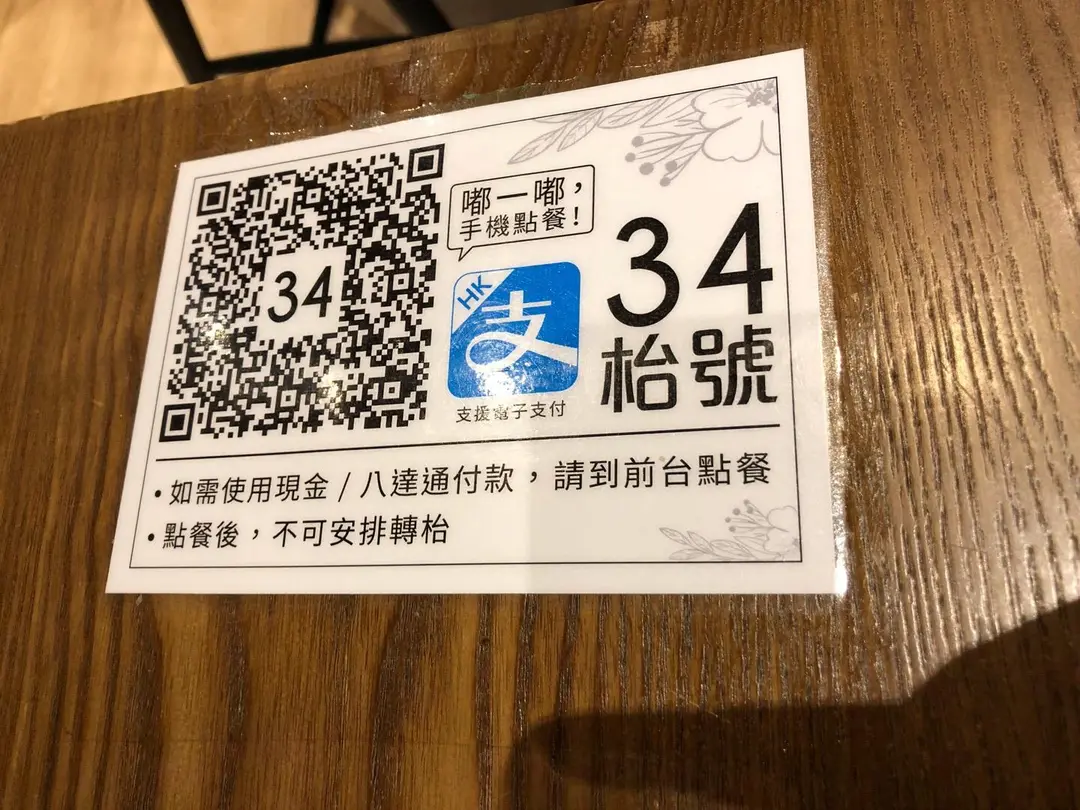 34
嘟一嘟，
手機點餐!
HK
支
支援電子支付
34
枱號
•如需使用現金/八達通付款，請到前台點餐
•點餐後，不可安排轉枱